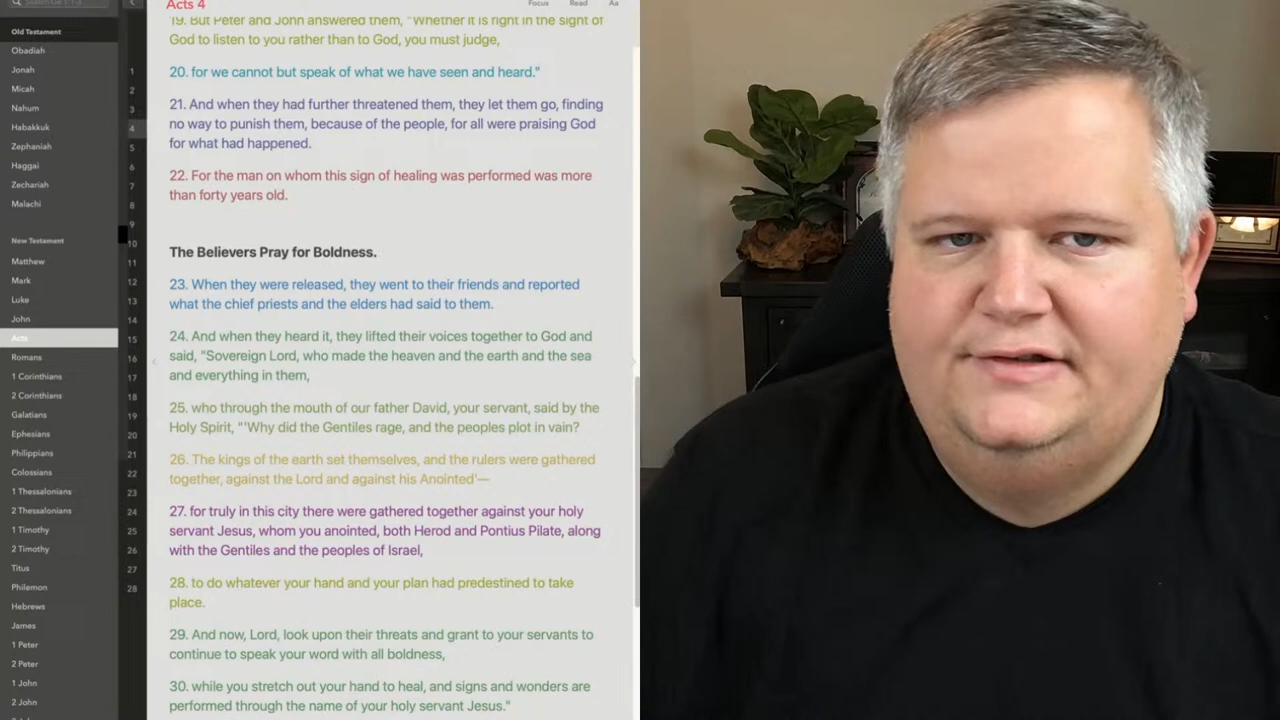 Acts 4
Focus
Read
Aa
Old Testament
Obadiah
Jonah
Micah
Nahum
Habakkuk
Zephaniah
Haggai
Zechariah
Malachi
New Testament
Matthew
Mark
Luke
John
Acts
Romans
1 Corinthians
2 Corinthians
Galatians
Ephesians
Philippians
Colossians
1 Thessalonians
2 Thessalonians
1 Timothy
2 Timothy
Titus
Philemon
Hebrews
James
1 Peter
2 Peter
1 John
2 John
1
2
3
4
5
6
7
8
9
10
11
12
13
14
15
16
17
18
19
20
21
22
23
24
25
26
27
28
19. But Peter and John answered them, "Whether it is right in the sight of
God to listen to you rather than to God, you must judge,
20. for we cannot but speak of what we have seen and heard."
21. And when they had further threatened them, they let them go, finding
no way to punish them, because of the people, for all were praising God
for what had happened.
22. For the man on whom this sign of healing was performed was more
than forty years old.
The Believers Pray for Boldness.
23. When they were released, they went to their friends and reported
what the chief priests and the elders had said to them.
24. And when they heard it, they lifted their voices together to God and
said, "Sovereign Lord, who made the heaven and the earth and the sea
and everything in them,
25. who through the mouth of our father David, your servant, said by the
Holy Spirit, "'Why did the Gentiles rage, and the peoples plot in vain?
26. The kings of the earth set themselves, and the rulers were gathered
together, against the Lord and against his Anointed'—
27. for truly in this city there were gathered together against your holy
servant Jesus, whom you anointed, both Herod and Pontius Pilate, along
with the Gentiles and the peoples of Israel,
28. to do whatever your hand and your plan had predestined to take
place.
29. And now, Lord, look upon their threats and grant to your servants to
continue to speak your word with all boldness,
30. while you stretch out your hand to heal, and signs and wonders are
performed through the name of your holy servant Jesus."